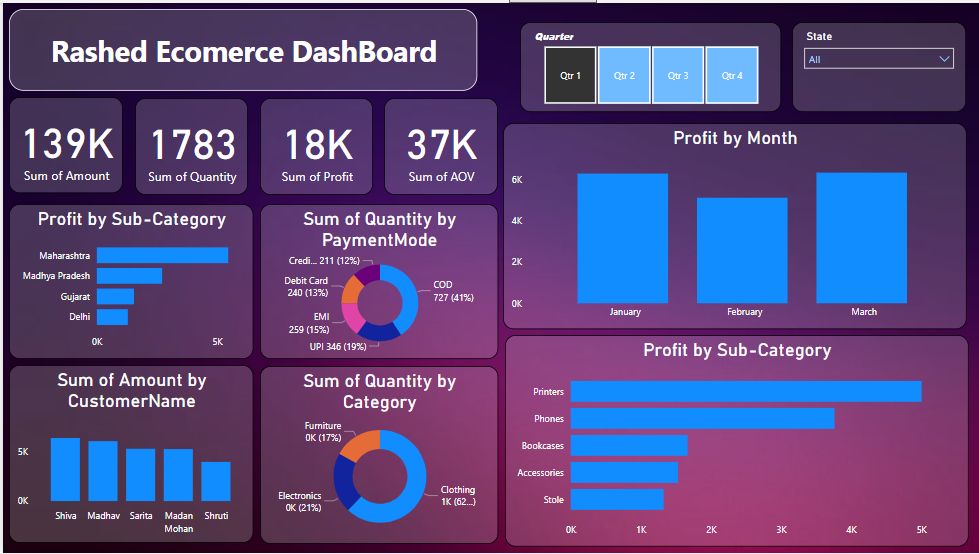 Rashed Ecomerce DashBoard
Quarter
Qtr 1
Qtr 2
Qtr 3
Qtr 4
State
All
139K
Sum of Amount
1783
Sum of Quantity
18K
Sum of Profit
37K
Sum of AOV
Profit by Month
6K
4K
2K
0K
January
February
March
Profit by Sub-Category
Maharashtra
Madhya Pradesh
Gujarat
Delhi
0K
5K
Sum of Quantity by
PaymentMode
Credi... 211 (12%)
Debit Card
240 (13%)
EMI
259 (15%)
UPI 346 (19%)
COD
727 (41%)
Profit by Sub-Category
Printers
Phones
Bookcases
Accessories
Stole
0K
1K
2K
3K
4K
5K
Sum of Amount by
CustomerName
5K
0K
Shiva
Madhav
Sarita
Madan
Mohan
Shruti
Sum of Quantity by
Category
Furniture
0K (17%)
Electronics
0K (21%)
Clothing
1K (62...)